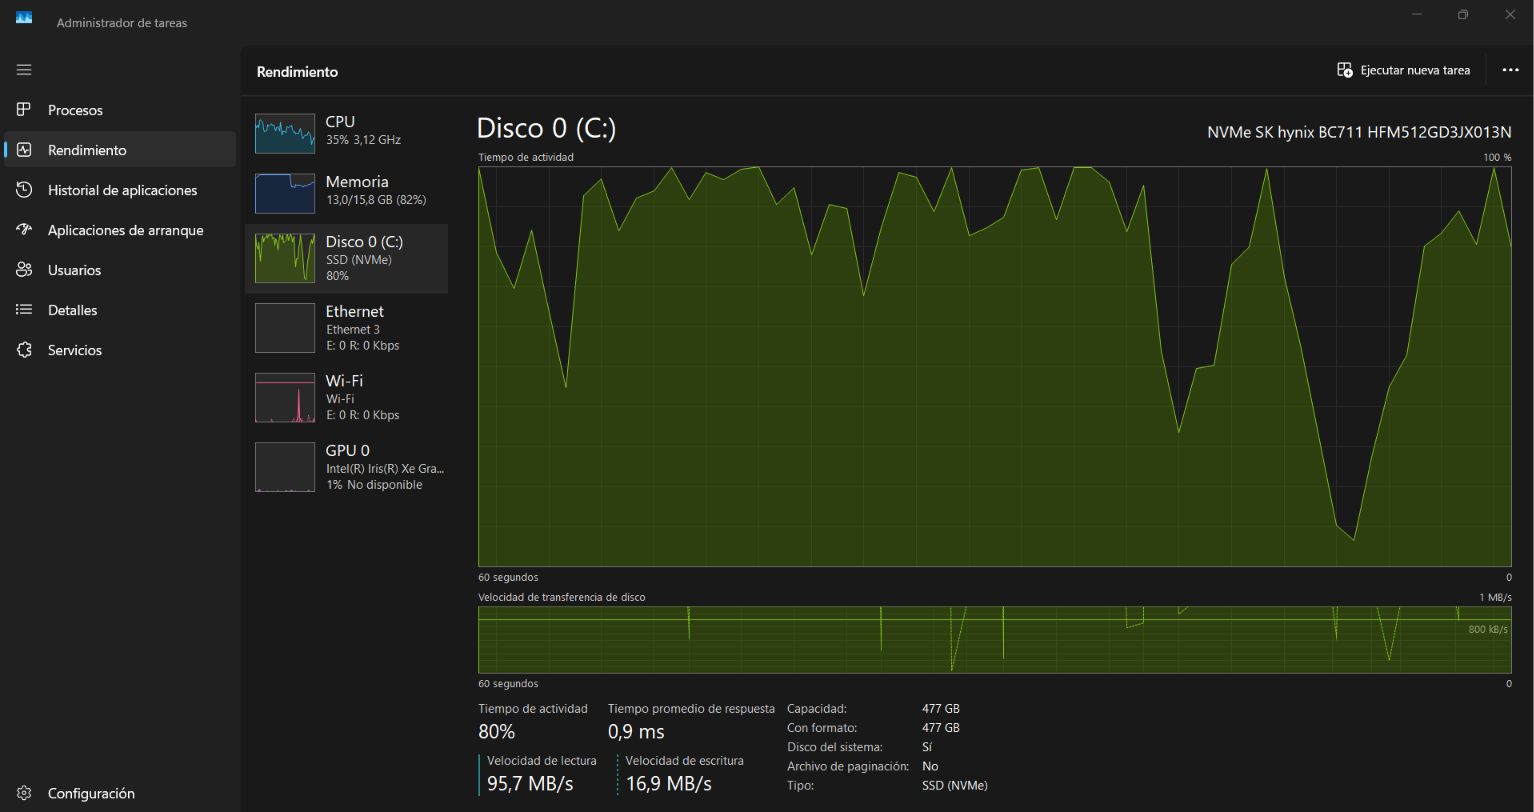 Administrador de tareas
Rendimiento
Ejecutar nueva tarea
Procesos
Rendimiento
Historial de aplicaciones
Aplicaciones de arranque
Usuarios
Detalles
Servicios
Configuración
CPU
35% 3,12 GHz
Memoria
13,0/15,8 GB (82%)
Disco 0 (C:)
SSD (NVMe)
80%
Ethernet
Ethernet 3
E: 0 R: 0 Kbps
Wi-Fi
Wi-Fi
E: 0 R: 0 Kbps
GPU 0
Intel(R) Iris(R) Xe Gra...
1% No disponible
Disco 0 (C:)
NVMe SK hynix BC711 HFM512GD3JX013N
Tiempo de actividad
100 %
60 segundos
0
Velocidad de transferencia de disco
1 MB/s
800 kB/s
60 segundos
0
Tiempo de actividad
80%
Tiempo promedio de respuesta
0,9 ms
Velocidad de lectura
95,7 MB/s
Velocidad de escritura
16,9 MB/s
Capacidad: 477 GB
Con formato: 477 GB
Disco del sistema: Sí
Archivo de paginación: No
Tipo: SSD (NVMe)